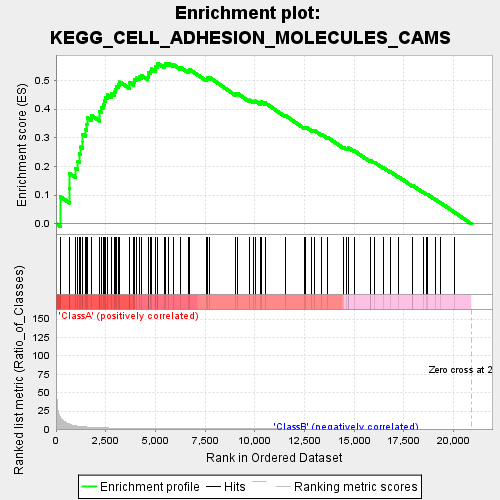 Enrichment plot:
KEGG_CELL_ADHESION_MOLECULES_CAMS
Enrichment score (ES)
0.5
0.4
0.3
0.2
0.1
0.0
'ClassA' (positively correlated)
Ranked list metric (Ratio_of_Classes)
150
125
100
75
50
25
0
Zero cross at 2
'ClassB' (negatively correlated)
0
2,500
5,000
7,500
10,000
12,500
15,000
17,500
20,000
Rank in Ordered Dataset
Enrichment profile
Hits
Ranking metric scores